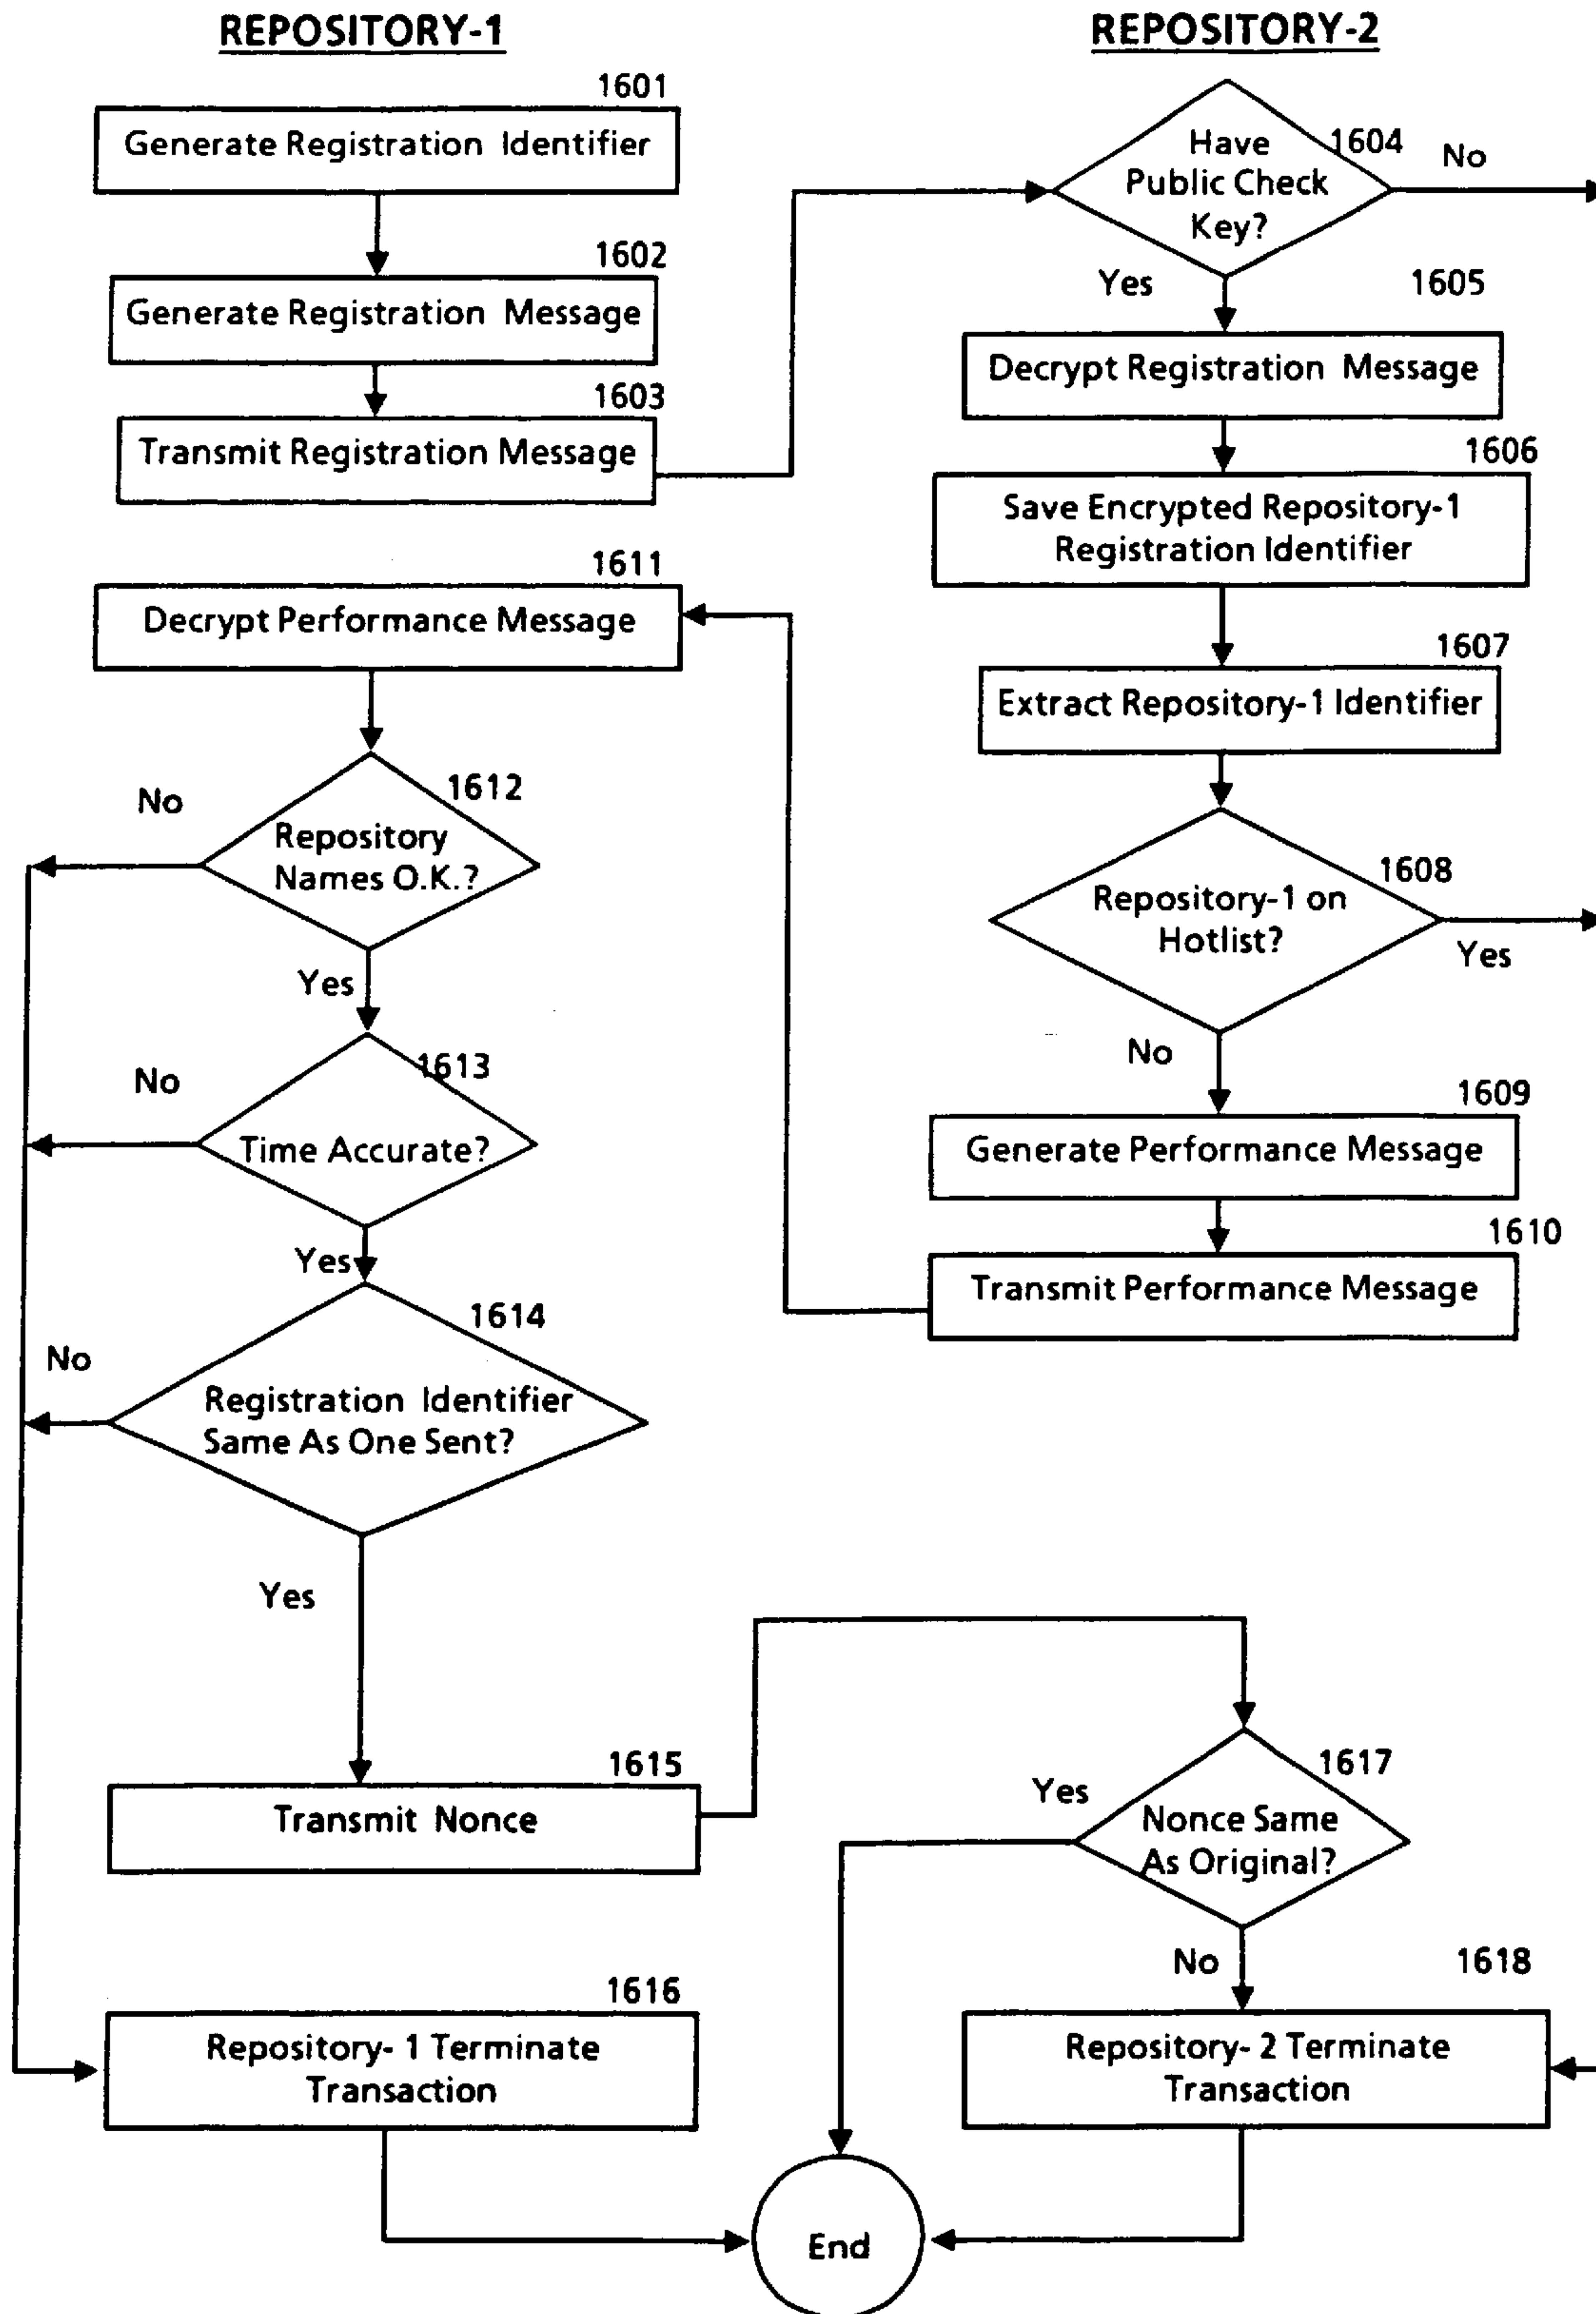 REPOSITORY-1
1601
Generate Registration Identifier
1602
Generate Registration Message
1603
Transmit Registration Message
1611
Decrypt Performance Message
1612
No
Repository
Names O.K.?
Yes
1613
No
Time Accurate?
Yes
1614
No
Registration Identifier
Same As One Sent?
Yes
1615
Transmit Nonce
1616
Repository- 1 Terminate
Transaction
REPOSITORY-2
Have
1604
No
Public Check
Key?
Yes
1605
Decrypt Registration Message
1606
Save Encrypted Repository-1
Registration Identifier
1607
Extract Repository-1 Identifier
1608
Repository-1 on
Hotlist?
Yes
No
1609
Generate Performance Message
1610
Transmit Performance Message
1617
Yes
Nonce Same
As Original?
No
1618
Repository- 2 Terminate
Transaction
End